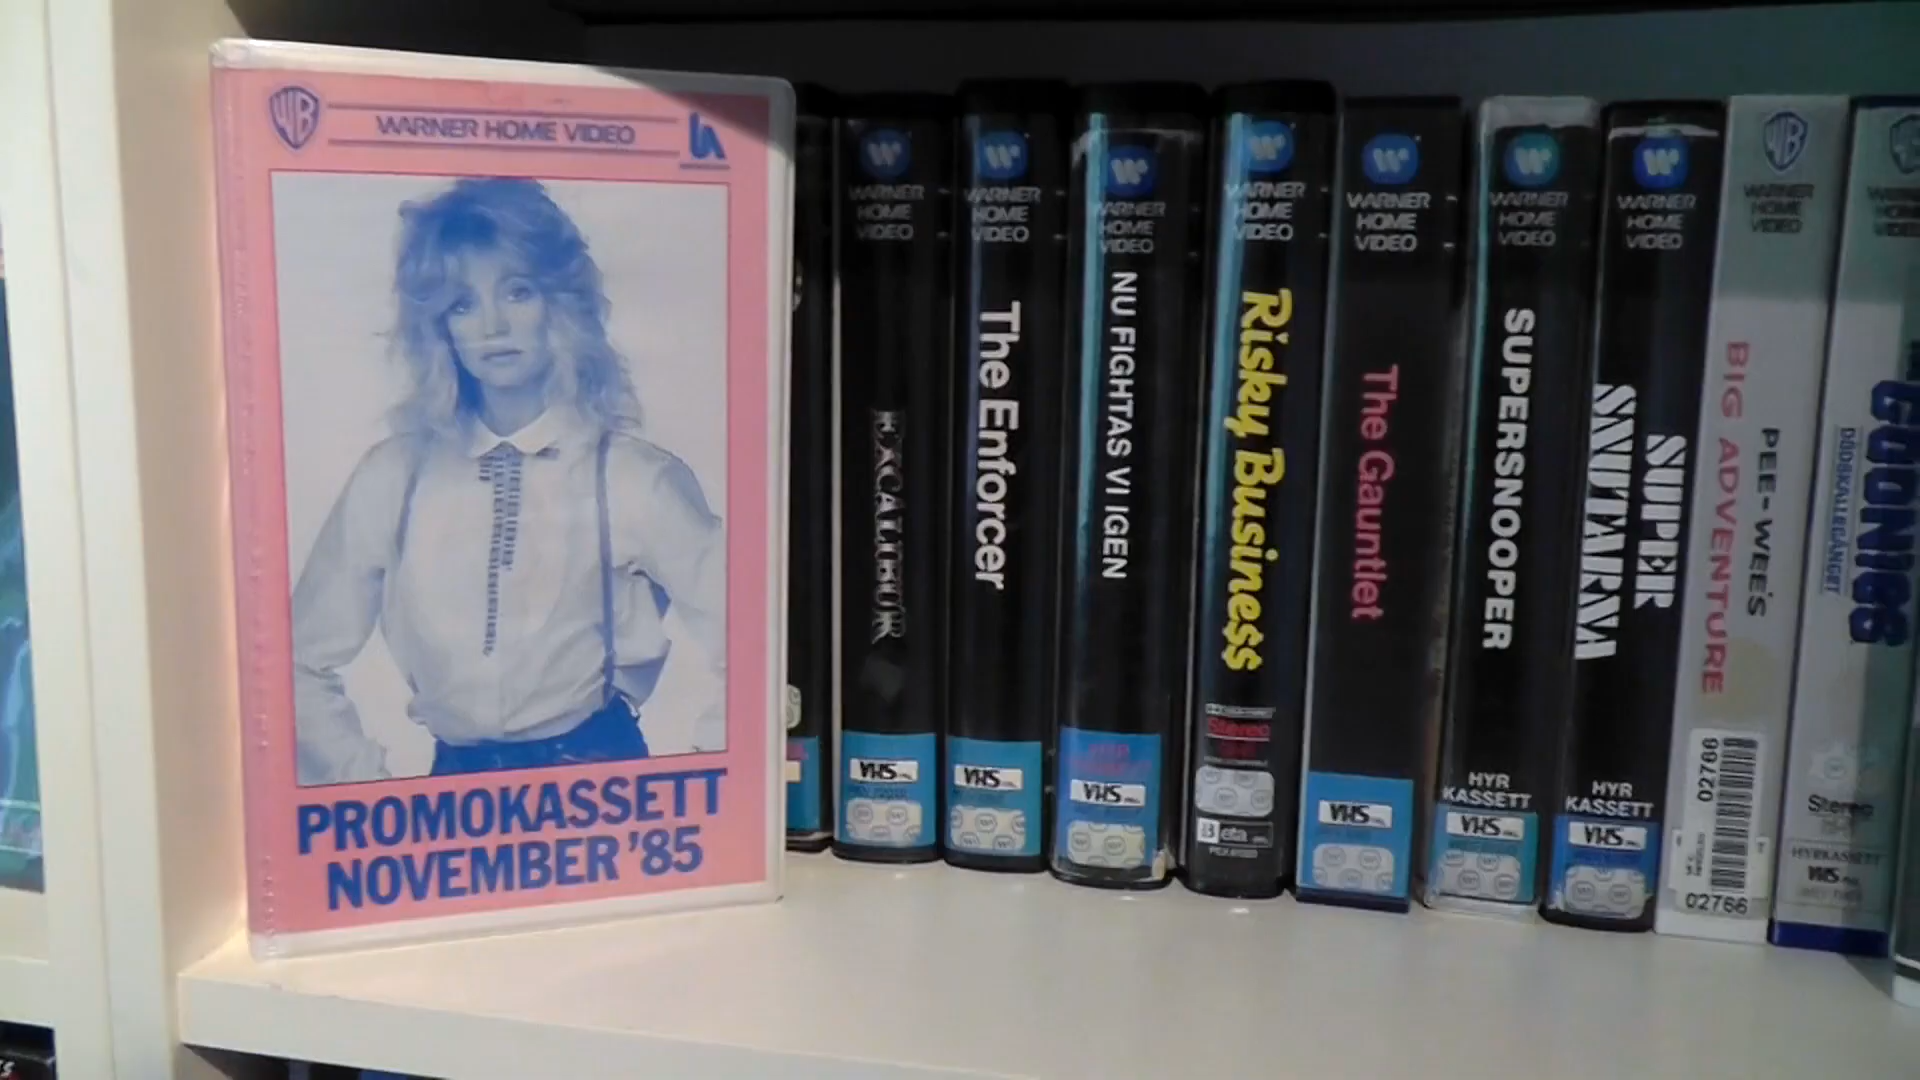 WB
WARNER HOME VIDEO
PROMOKASSETT
NOVEMBER '85
WARNER
HOME
VIDEO
EXCALIBUR
VHS
WARNER
HOME
VIDEO
The Enforcer
VHS
WARNER
HOME
VIDEO
NU FIGHTAS VI IGEN
HYR
VHS
WARNER
HOME
VIDEO
Risky Business
Stereo
Beta
WARNER
HOME
VIDEO
The Gauntlet
VHS
WARNER
HOME
VIDEO
SUPERSNOOPER
HYR
KASSETT
VHS
WARNER
HOME
VIDEO
SUPER
SNUTARNA
HYR
KASSETT
VHS
WB
WARNER
HOME
VIDEO
PEE-WEE'S
BIG ADVENTURE
02766
02766
GOONIES
DÖDSKALLEGÄNGET
Stereo
HYRKASSETT
VHS